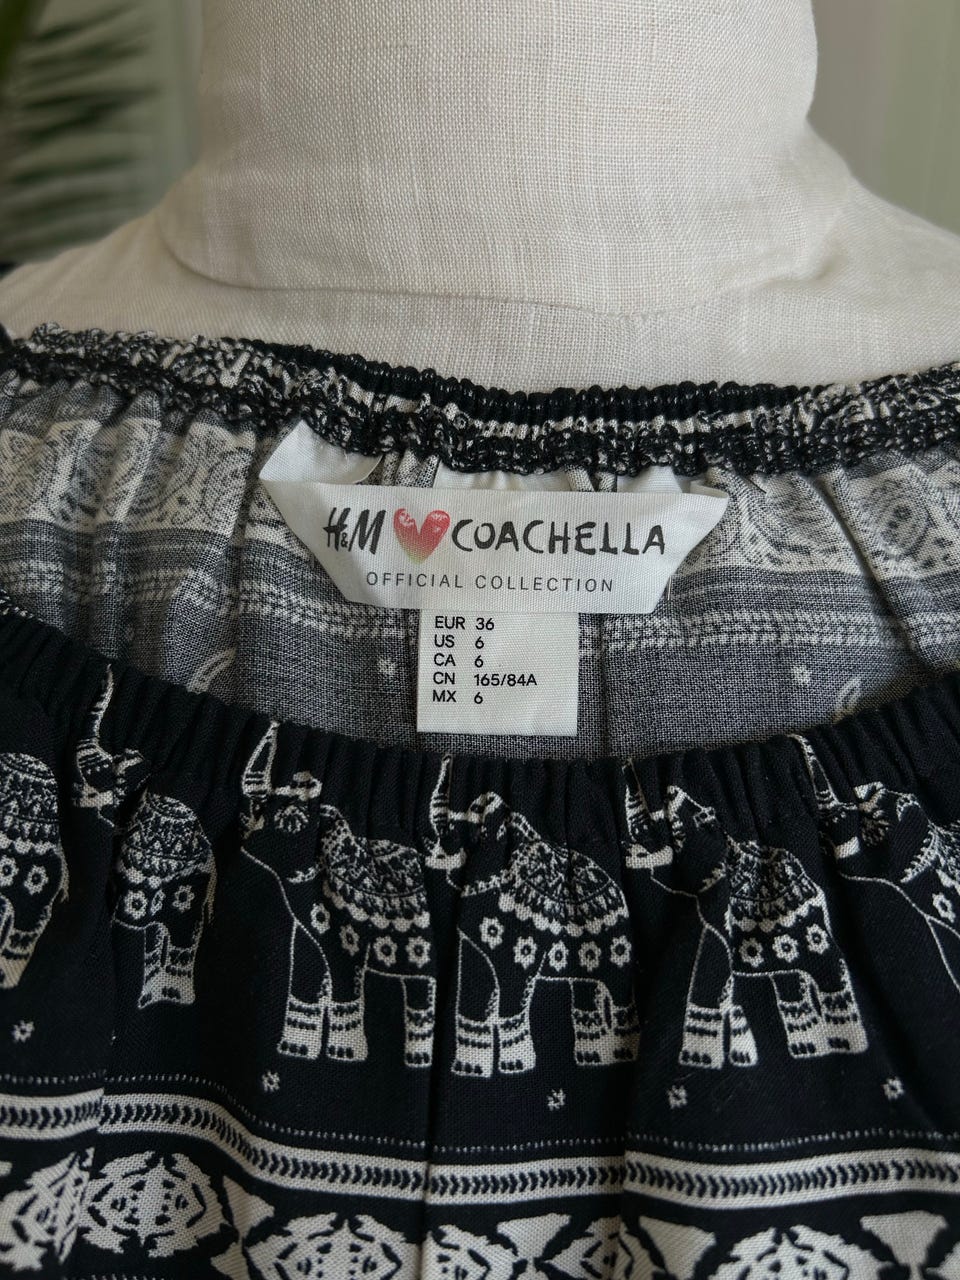 H&M COACHELLA
OFFICIAL COLLECTION
EUR 36
US 6
CA 6
CN 165/84A
MX 6